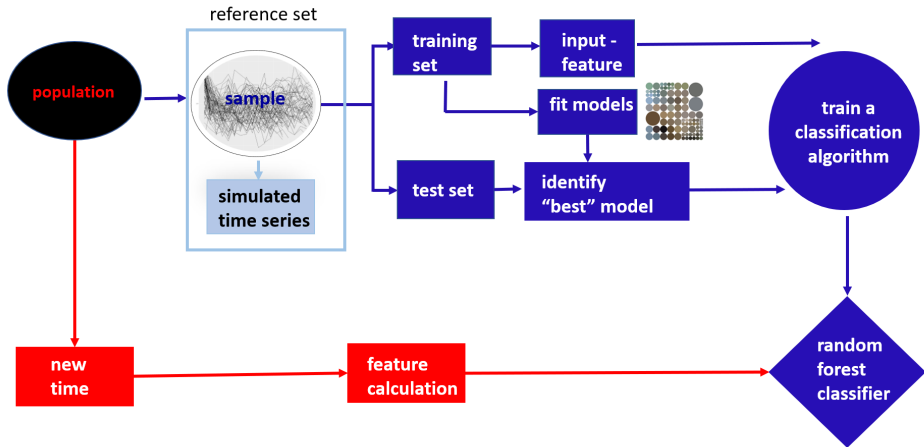 reference set
population
sample
simulated
time series
training
set
input -
feature
fit models
test set
identify
“best” model
train a
classification
algorithm
new
time
feature
calculation
random
forest
classifier